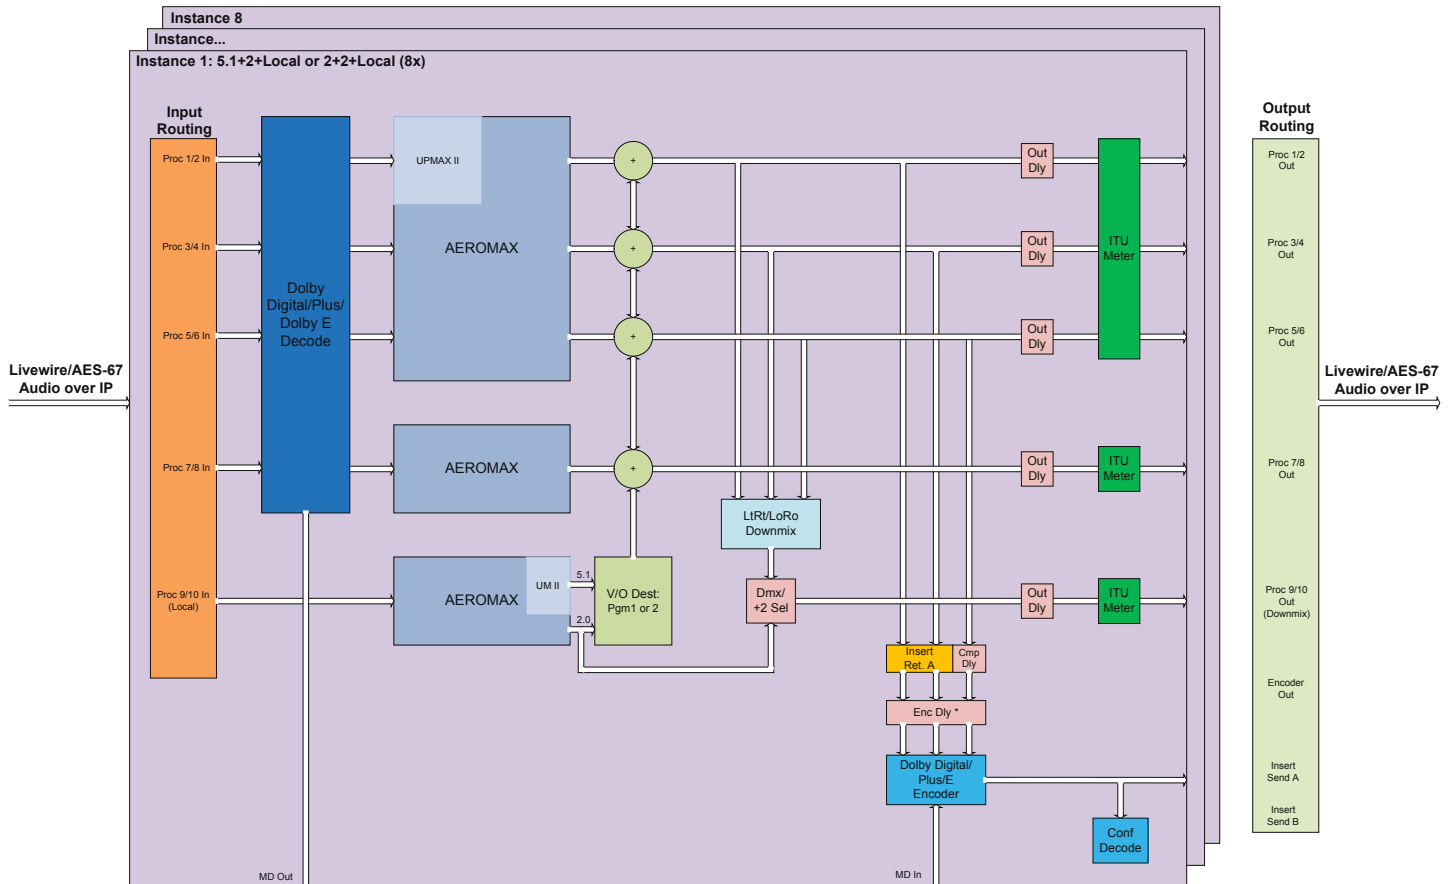 Instance 8
Instance...
Instance 1: 5.1+2+Local or 2+2+Local (8x)
Input
Routing
Proc 1/2 In
Proc 3/4 In
Proc 5/6 In
Proc 7/8 In
Proc 9/10 In
(Local)
Livewire/AES-67
Audio over IP
Dolby
Digital/Plus/
Dolby E
Decode
UPMAX II
AEROMAX
AEROMAX
AEROMAX
UM II
5.1
2.0
+
+
+
+
V/O Dest:
Pgm1 or 2
LtRt/LoRo
Downmix
Dmx/
+2 Sel
Out
Dly
Out
Dly
Out
Dly
Out
Dly
Out
Dly
ITU
Meter
ITU
Meter
ITU
Meter
Insert
Ret. A
Cmp
Dly
Enc Dly *
Dolby Digital/
Plus/E
Encoder
Conf
Decode
MD Out
MD In
Output
Routing
Proc 1/2
Out
Proc 3/4
Out
Proc 5/6
Out
Proc 7/8
Out
Proc 9/10
Out
(Downmix)
Encoder
Out
Insert
Send A
Insert
Send B
Livewire/AES-67
Audio over IP